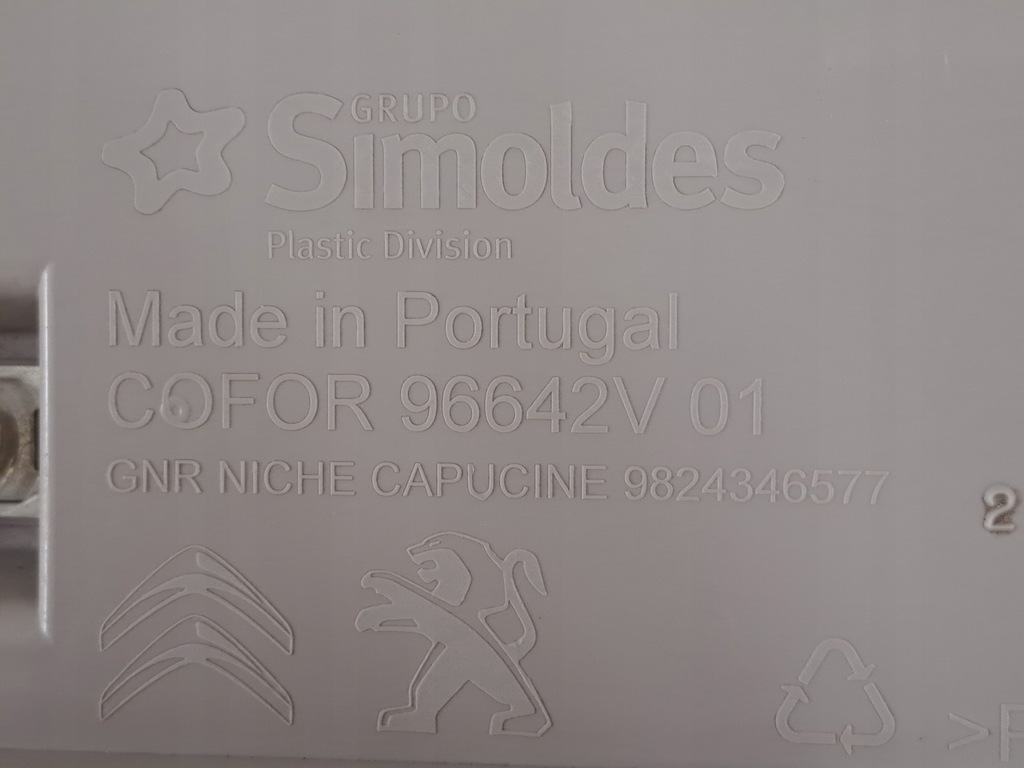 GRUPO
Simoldes
Plastic Division
Made in Portugal
COFOR 96642V 01
GNR NICHE CAPUCINE 9824346577
2
>P